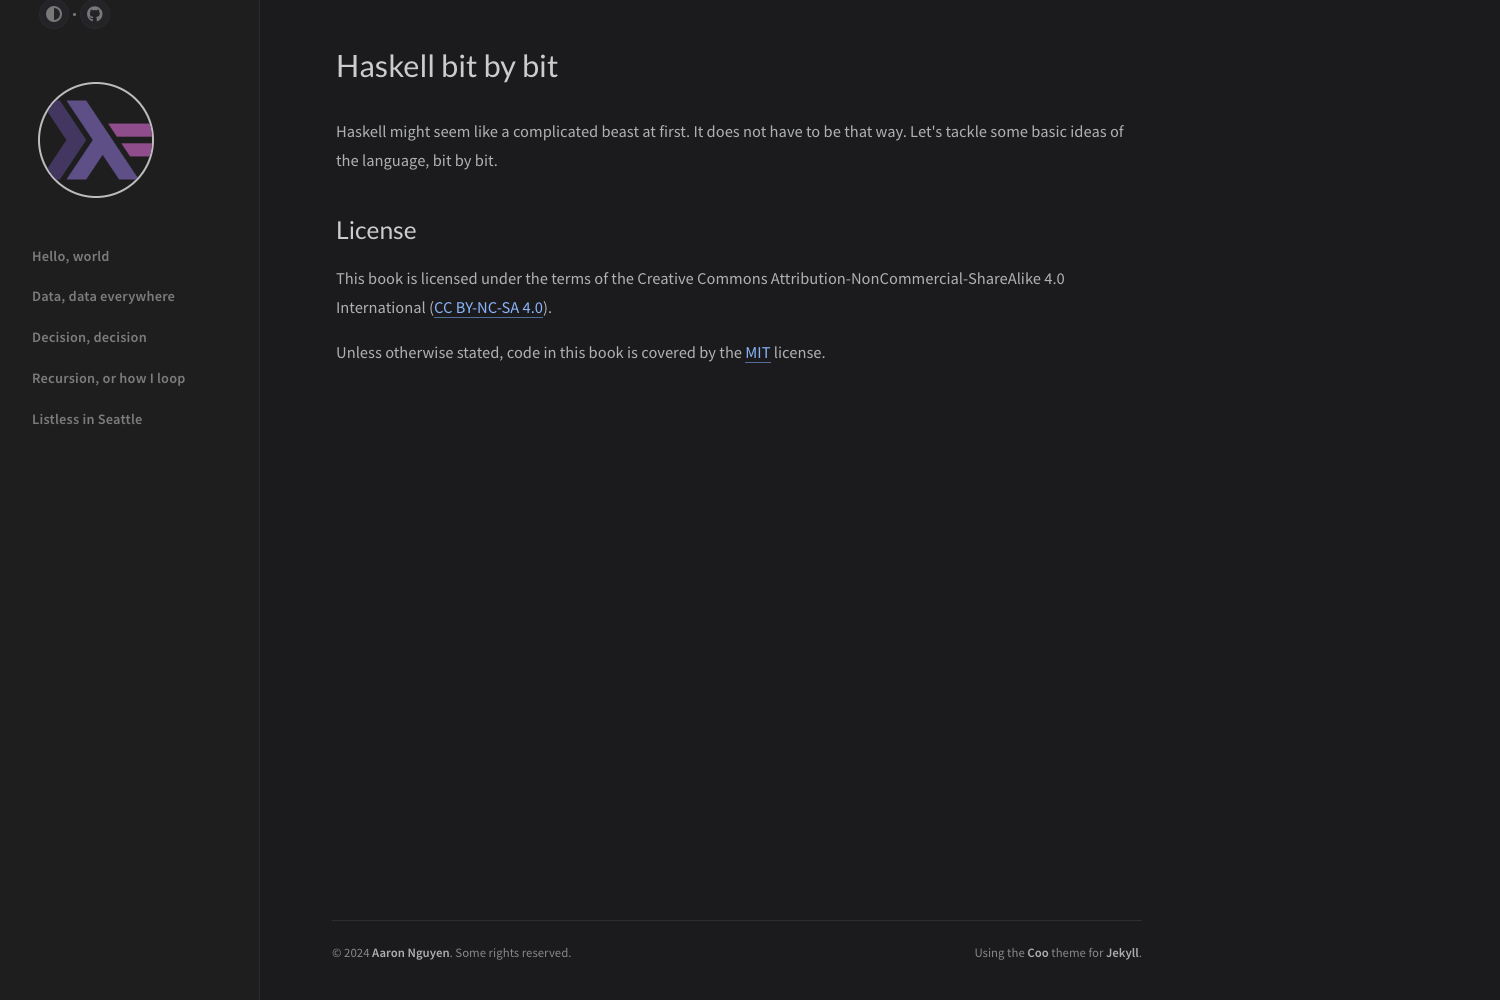 Hello, world
Data, data everywhere
Decision, decision
Recursion, or how I loop
Listless in Seattle
Haskell bit by bit
Haskell might seem like a complicated beast at first. It does not have to be that way. Let's tackle some basic ideas of
the language, bit by bit.
License
This book is licensed under the terms of the Creative Commons Attribution-NonCommercial-ShareAlike 4.0
International (CC BY-NC-SA 4.0).
Unless otherwise stated, code in this book is covered by the MIT license.
© 2024 Aaron Nguyen. Some rights reserved.
Using the Coo theme for Jekyll.